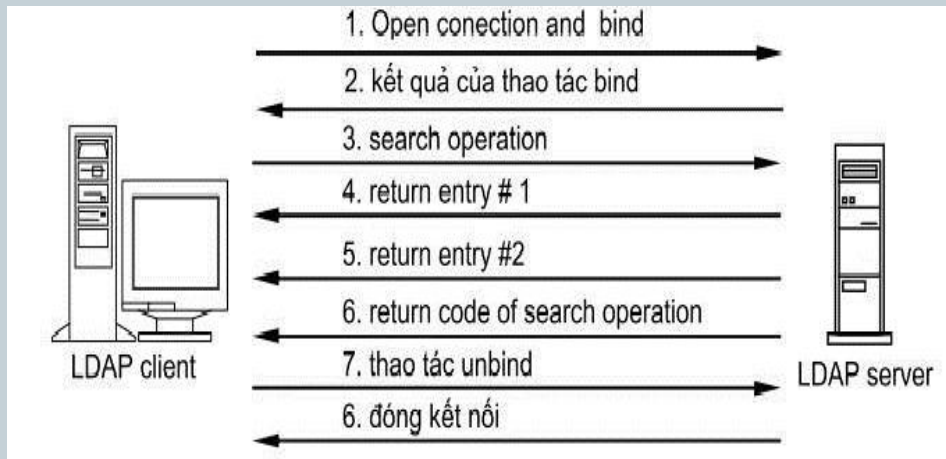 1. Open conection and bind
2. kết quả của thao tác bind
3. search operation
4. return entry # 1
5. return entry #2
6. return code of search operation
7. thao tác unbind
6. đóng kết nối
LDAP client
LDAP server